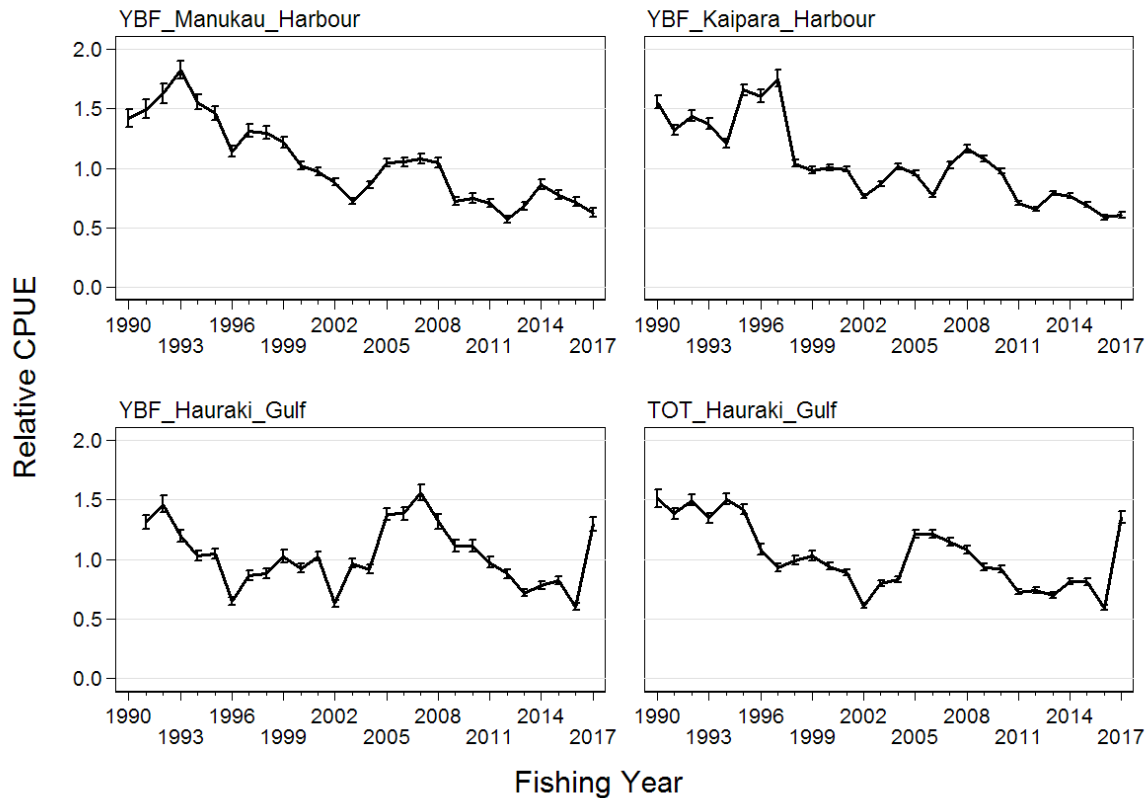 YBF_Manukau_Harbour
YBF_Kaipara_Harbour
2.0
1.5
1.0
0.5
0.0
1990 1996 2002 2008 2014
1993 1999 2005 2011 2017
1990 1996 2002 2008 2014
1993 1999 2005 2011 2017
Relative CPUE
YBF_Hauraki_Gulf
TOT_Hauraki_Gulf
2.0
1.5
1.0
0.5
0.0
1990 1996 2002 2008 2014
1993 1999 2005 2011 2017
1990 1996 2002 2008 2014
1993 1999 2005 2011 2017
Fishing Year